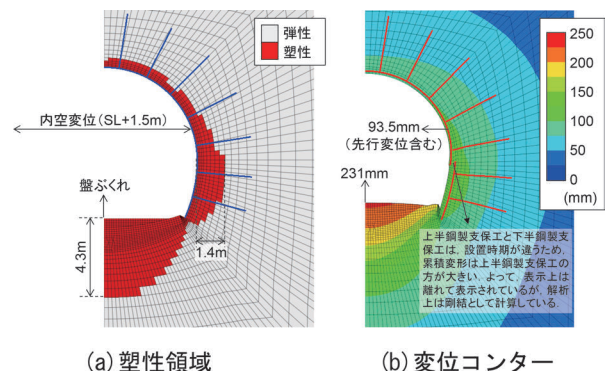 弾性
塑性
内空変位(SL+1.5m)
盤ぶくれ
4.3m
1.4m
(a) 塑性領域
250
200
150
100
50
0
(mm)
93.5mm
(先行変位含む)
231mm
上半鋼製支保工と下半鋼製支
保工は，設置時期が違うため，
累積変形は上半鋼製支保工の
方が大きい．よって，表示上は
離れて表示されているが，解析
上は剛結として計算している．
(b) 変位コンター